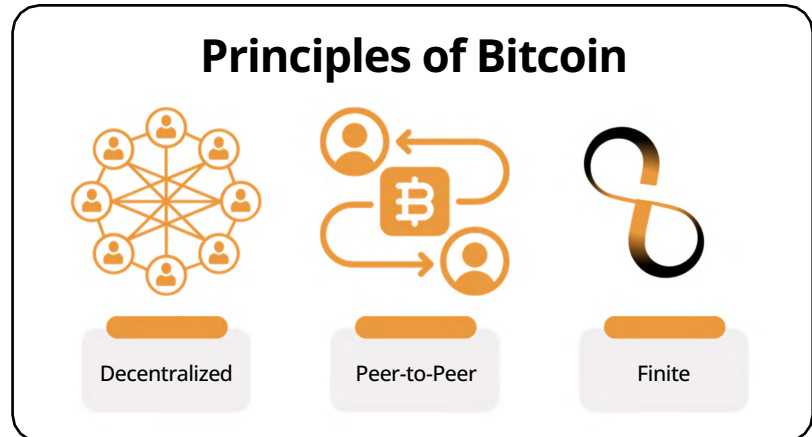 Principles of Bitcoin
Decentralized
Peer-to-Peer
Finite